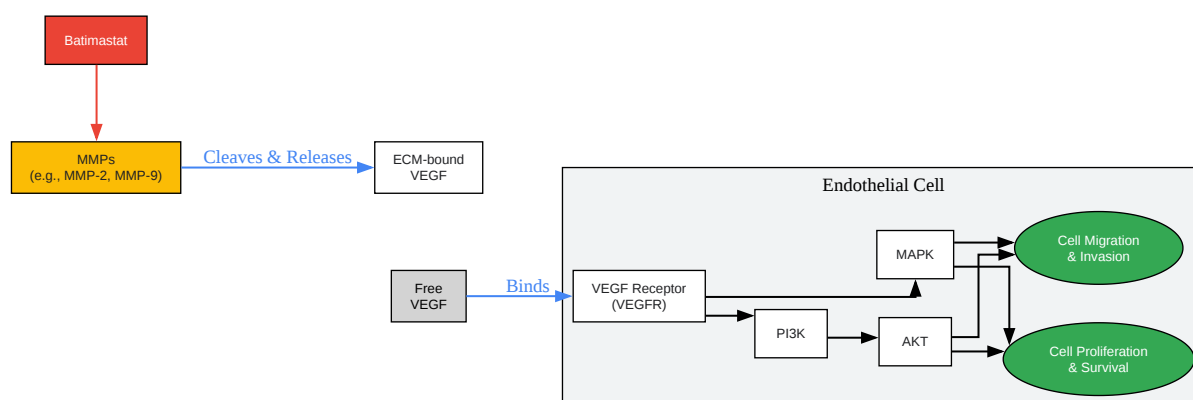 Batimastat
MMPs
(e.g., MMP-2, MMP-9)
Cleaves & Releases
ECM-bound
VEGF
Endothelial Cell
Free
VEGF
Binds
VEGF Receptor
(VEGFR)
MAPK
PI3K
AKT
Cell Migration
& Invasion
Cell Proliferation
& Survival